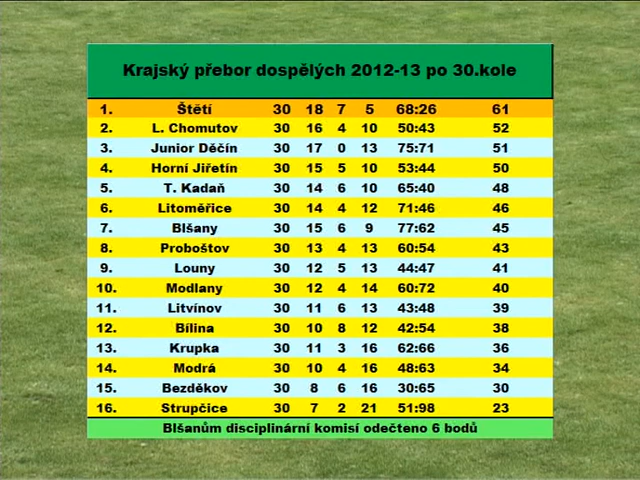 Krajský přebor dospělých 2012-13 po 30.kole
1. Štětí 30 18 7 5 68:26 61
2. L. Chomutov 30 16 4 10 50:43 52
3. Junior Děčín 30 17 0 13 75:71 51
4. Horní Jiřetín 30 15 5 10 53:44 50
5. T. Kadaň 30 14 6 10 65:40 48
6. Litoměřice 30 14 4 12 71:46 46
7. Blšany 30 15 6 9 77:62 45
8. Proboštov 30 13 4 13 60:54 43
9. Louny 30 12 5 13 44:47 41
10. Modlany 30 12 4 14 60:72 40
11. Litvínov 30 11 6 13 43:48 39
12. Bílina 30 10 8 12 42:54 38
13. Krupka 30 11 3 16 62:66 36
14. Modrá 30 10 4 16 48:63 34
15. Bezděkov 30 8 6 16 30:65 30
16. Strupčice 30 7 2 21 51:98 23
Blšanům disciplinární komisí odečteno 6 bodů